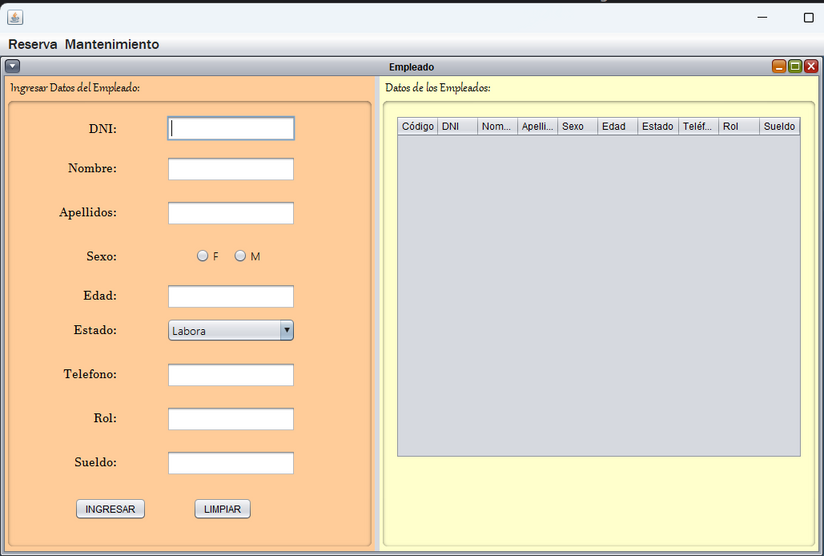 Reserva Mantenimiento
Empleado
Ingresar Datos del Empleado:
DNI:
Nombre:
Apellidos:
Sexo: F M
Edad:
Estado: Labora
Telefono:
Rol:
Sueldo:
INGRESAR LIMPIAR
Datos de los Empleados:
Código DNI Nom... Apelli... Sexo Edad Estado Teléf... Rol Sueldo